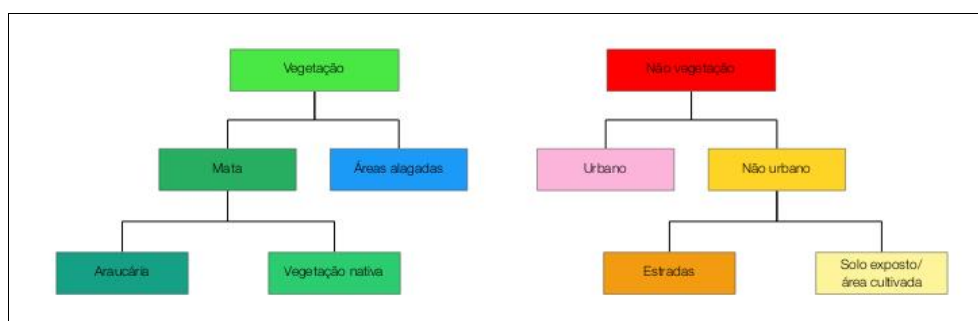 Vegetação
Não vegetação
Mata
Áreas alagadas
Urbano
Não urbano
Araucária
Vegetação nativa
Estradas
Solo exposto/
área cultivada